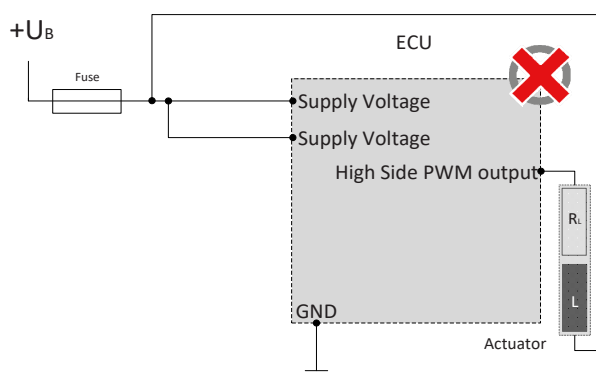 +UB
ECU
Fuse
Supply Voltage
Supply Voltage
High Side PWM output
RL
L
GND
Actuator